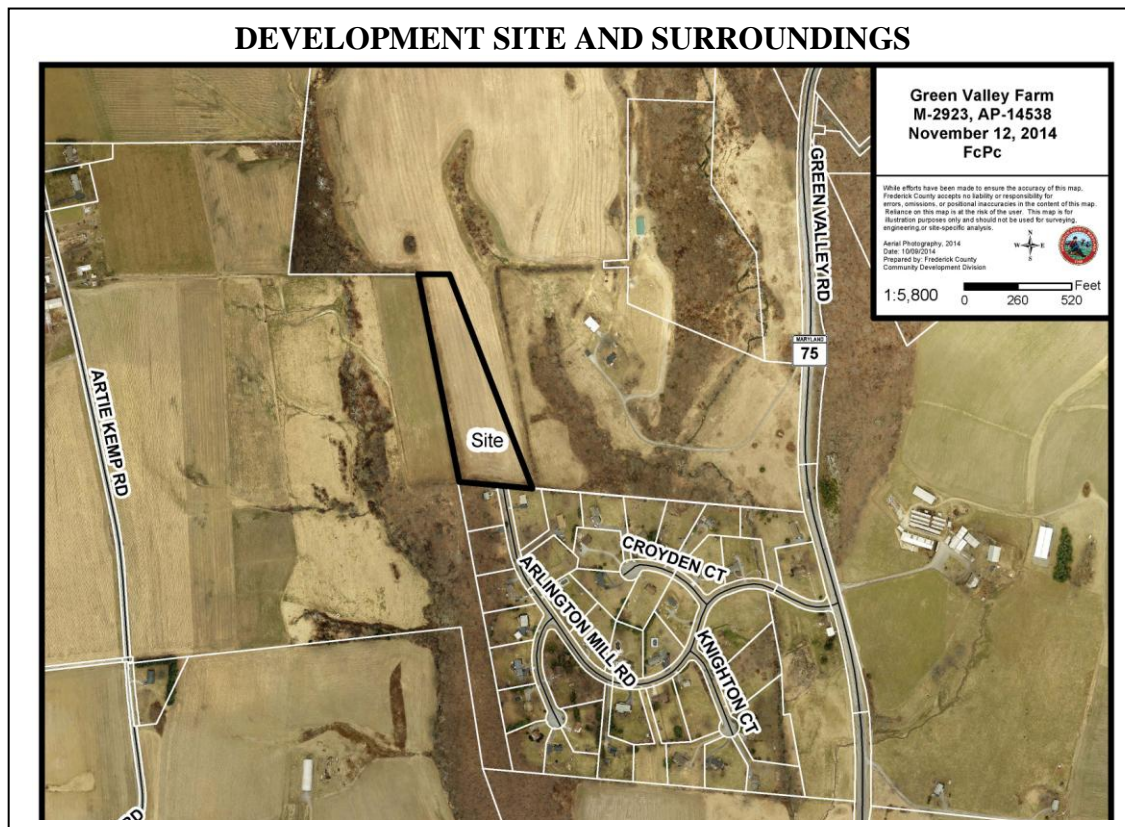 DEVELOPMENT SITE AND SURROUNDINGS
Green Valley Farm
M-2923, AP-14538
November 12, 2014
FcPc
While efforts have been made to ensure the accuracy of this map,
Frederick County accepts no liability or responsibility for
errors, omissions, or positional inaccuracies in the content of this map.
Reliance on this map is at the risk of the user. This map is for
illustration purposes only and should not be used for surveying,
engineering, or site-specific analysis.
Aerial Photography, 2014
Date: 10/09/2014
Prepared by: Frederick County
Community Development Division
N
W E
S
1:5,800
Feet
0 260 520
GREEN VALLEY RD
MARYLAND
75
ARTIE KEMP RD
Site
CROYDEN CT
ARLINGTON MILL RD
KNIGHTON CT
RD